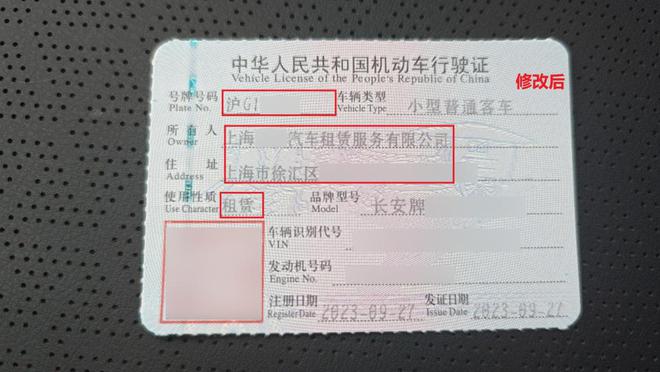 中华人民共和国机动车行驶证
Vehicle License of the People's Republic of China
修改后
号牌号码 沪G1 车辆类型 小型普通客车
Plate No. Vehicle Type
所有人 上海 汽车租赁服务有限公司
Owner
住址 上海市徐汇区
Address
使用性质 租赁 品牌型号 长安牌
Use Character Model
车辆识别代号
VIN
发动机号码
Engine No.
注册日期 2023-09-27 发证日期 2023-09-27
Register Date Issue Date